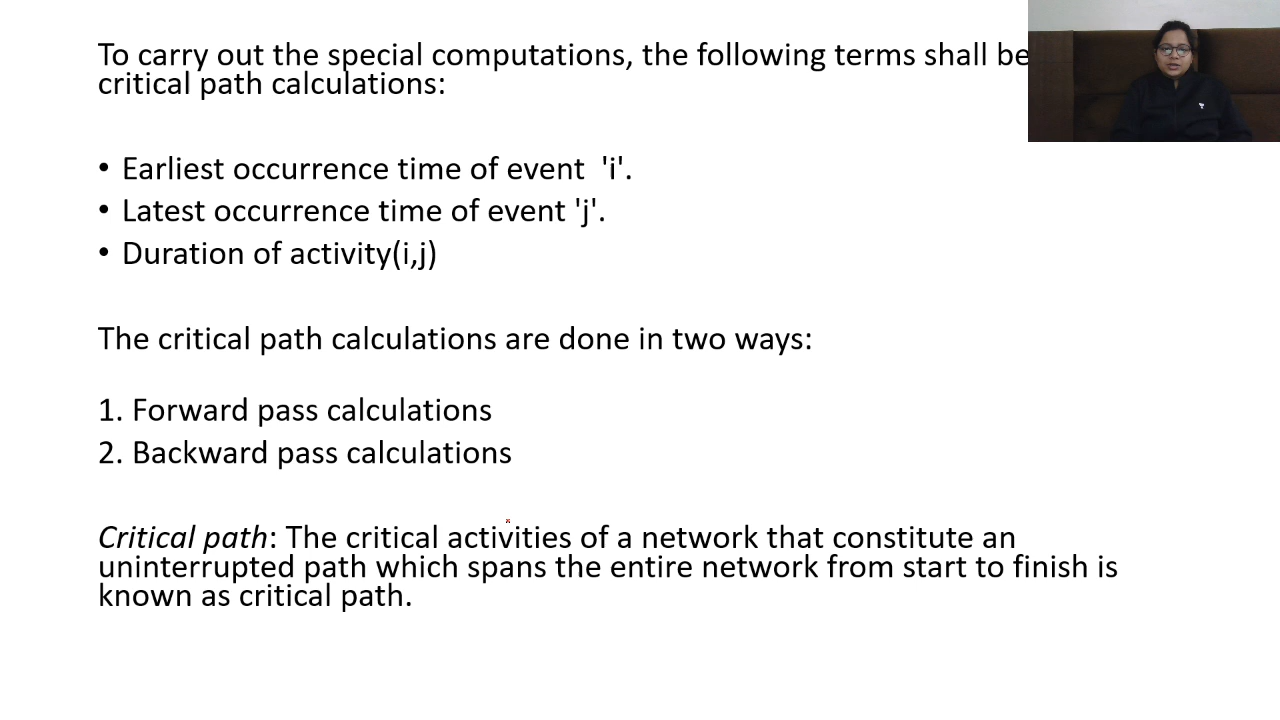 To carry out the special computations, the following terms shall be
critical path calculations:
• Earliest occurrence time of event 'i'.
• Latest occurrence time of event 'j'.
• Duration of activity(i,j)
The critical path calculations are done in two ways:
1. Forward pass calculations
2. Backward pass calculations
Critical path: The critical activities of a network that constitute an
uninterrupted path which spans the entire network from start to finish is
known as critical path.